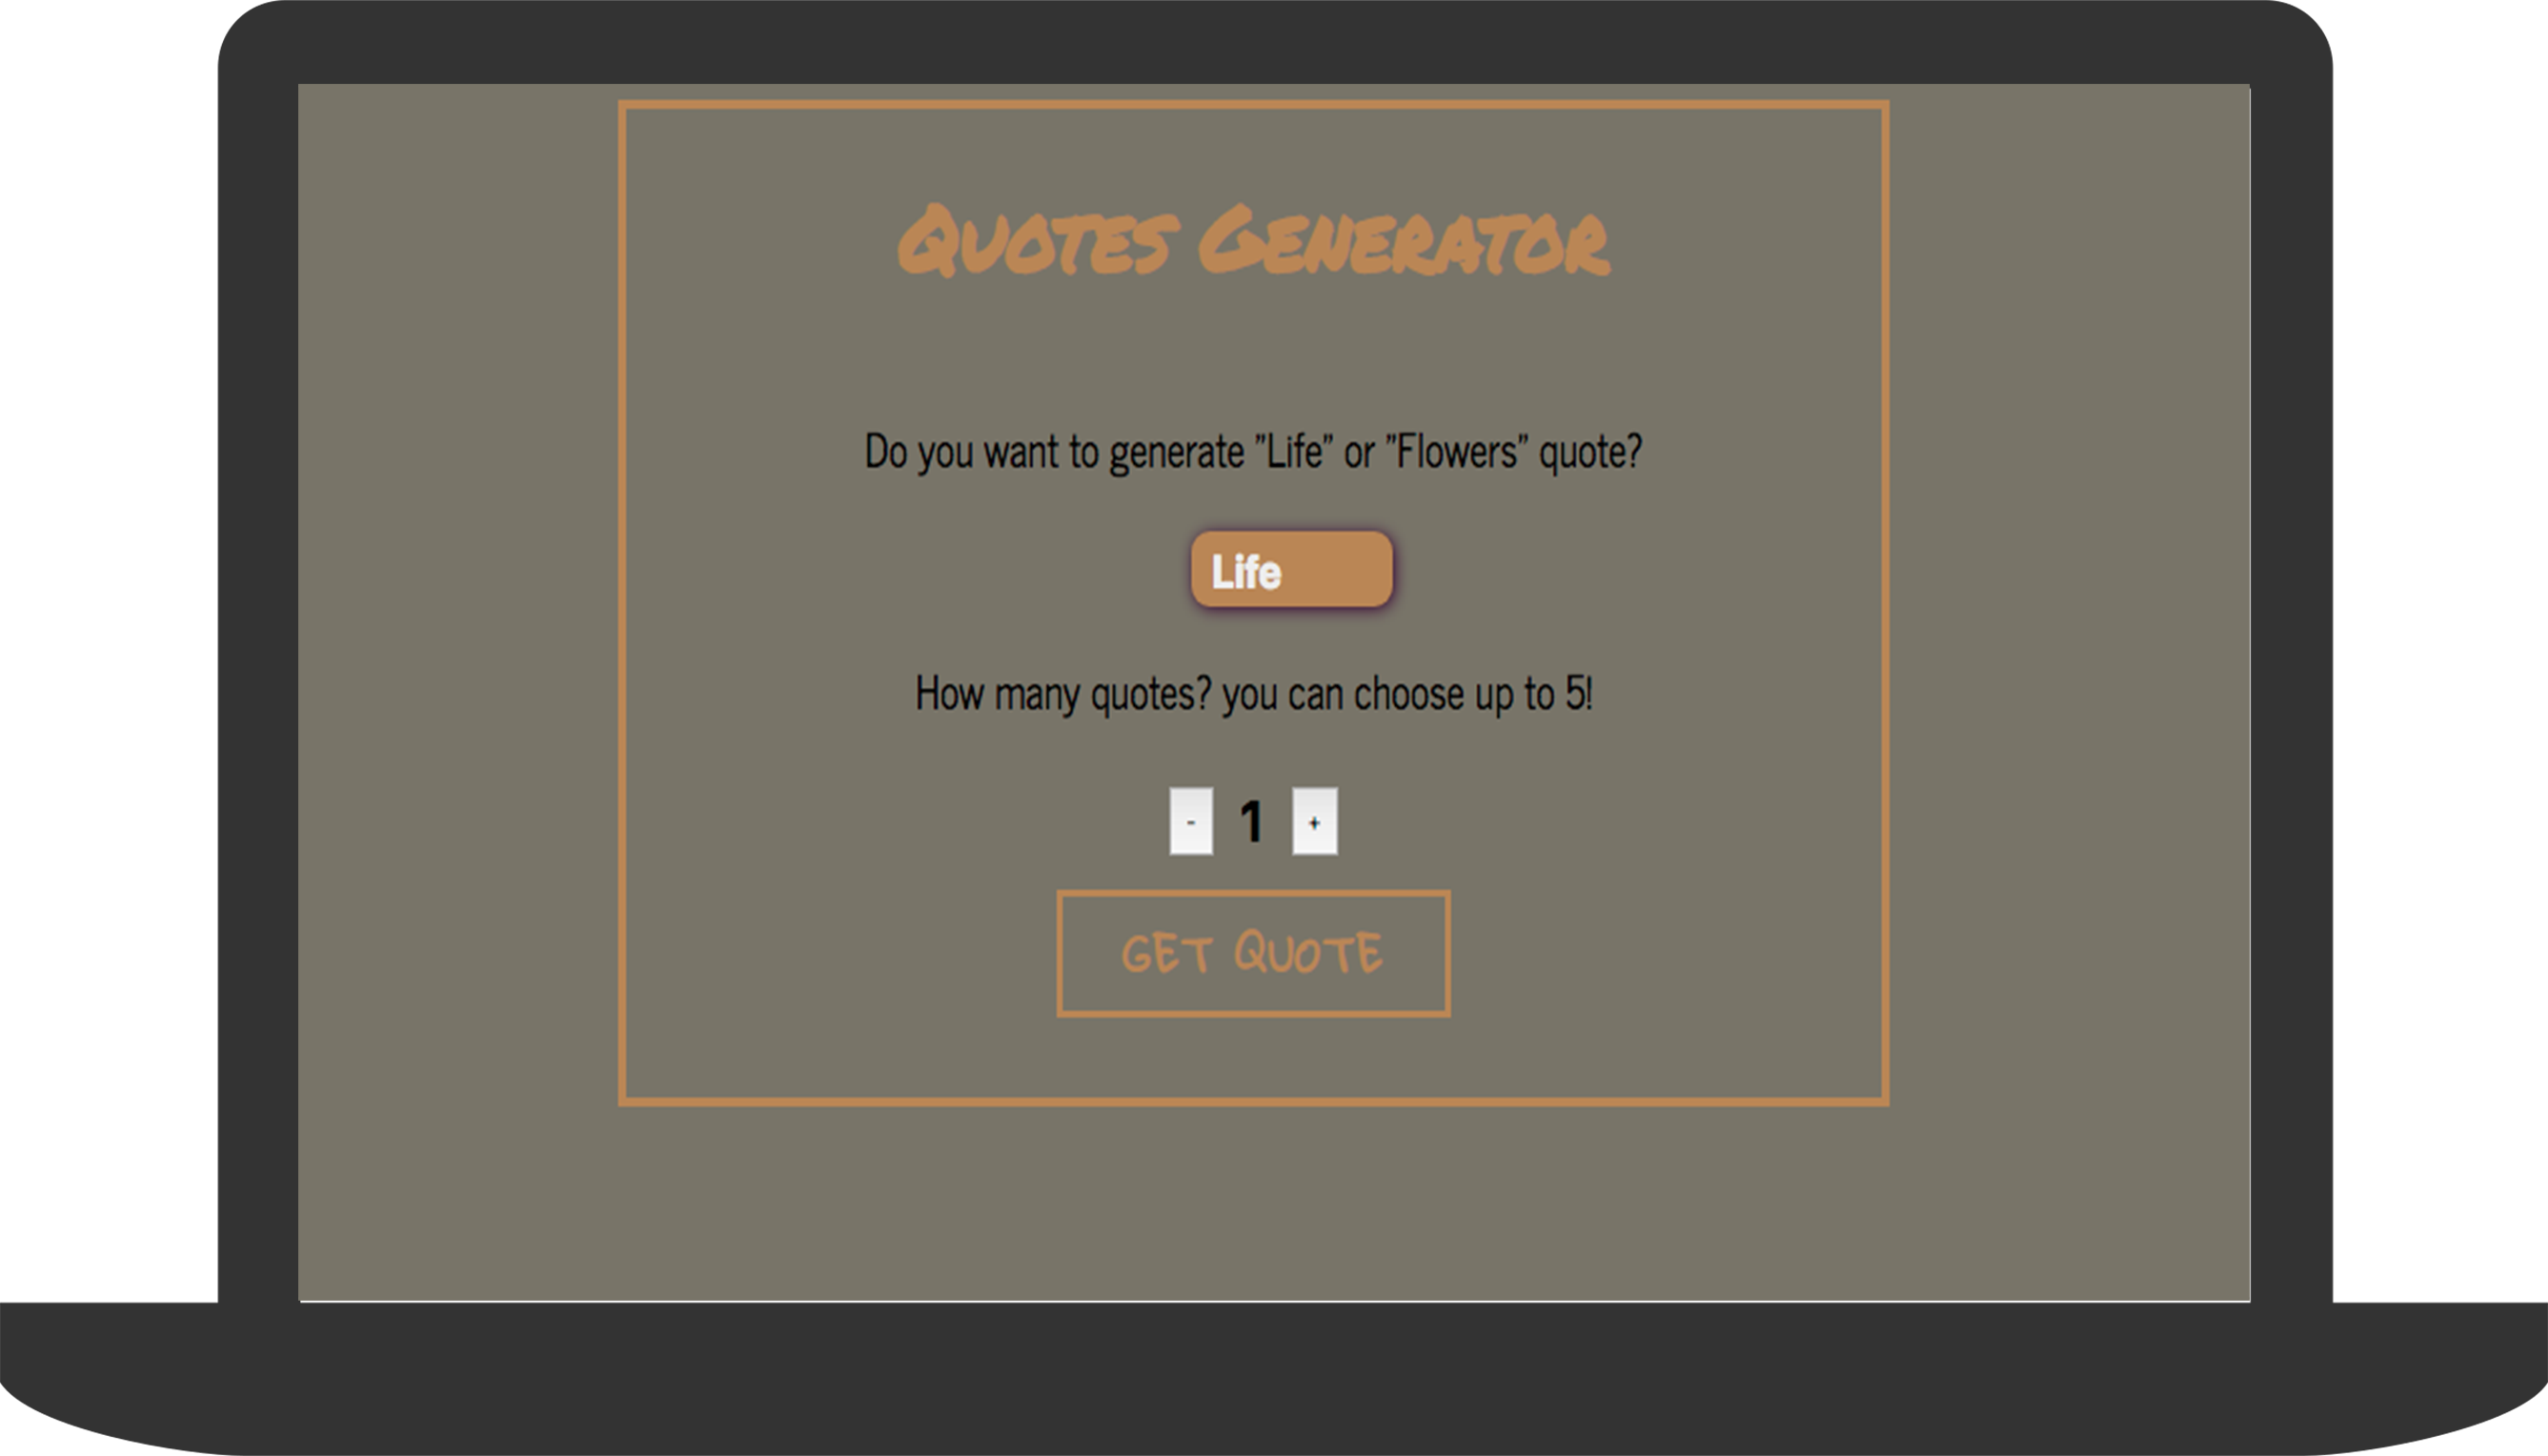 Quotes Generator
Do you want to generate ”Life” or ”Flowers” quote?
Life
How many quotes? you can choose up to 5!
- 1 +
GET QUOTE